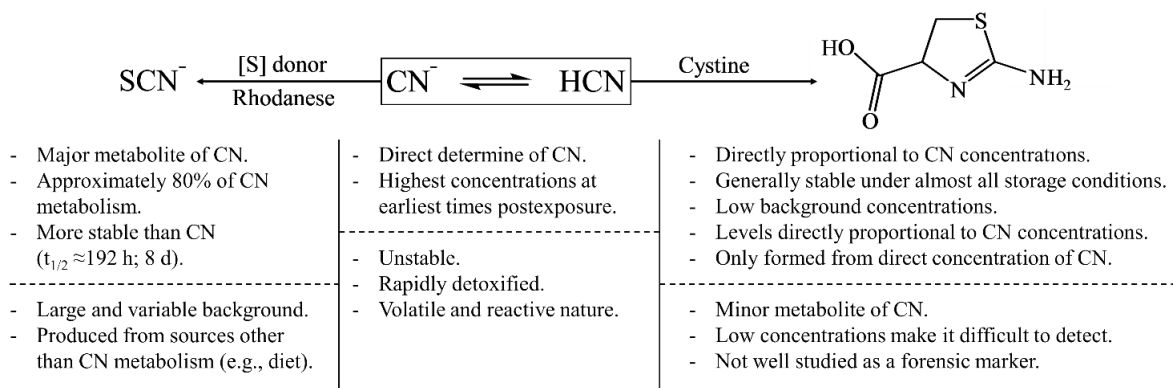 [S] donor
SCN⁻
CN⁻
HCN
Rhodanese
Cystine
HO
O
S
N
NH₂
- Major metabolite of CN.
- Approximately 80% of CN
metabolism.
- More stable than CN
(t1/2 ≈192 h; 8 d).
- Large and variable background.
- Produced from sources other
than CN metabolism (e.g., diet).
- Direct determine of CN.
- Highest concentrations at
earliest times postexposure.
- Unstable.
- Rapidly detoxified.
- Volatile and reactive nature.
- Directly proportional to CN concentrations.
- Generally stable under almost all storage conditions.
- Low background concentrations.
- Levels directly proportional to CN concentrations.
- Only formed from direct concentration of CN.
- Minor metabolite of CN.
- Low concentrations make it difficult to detect.
- Not well studied as a forensic marker.